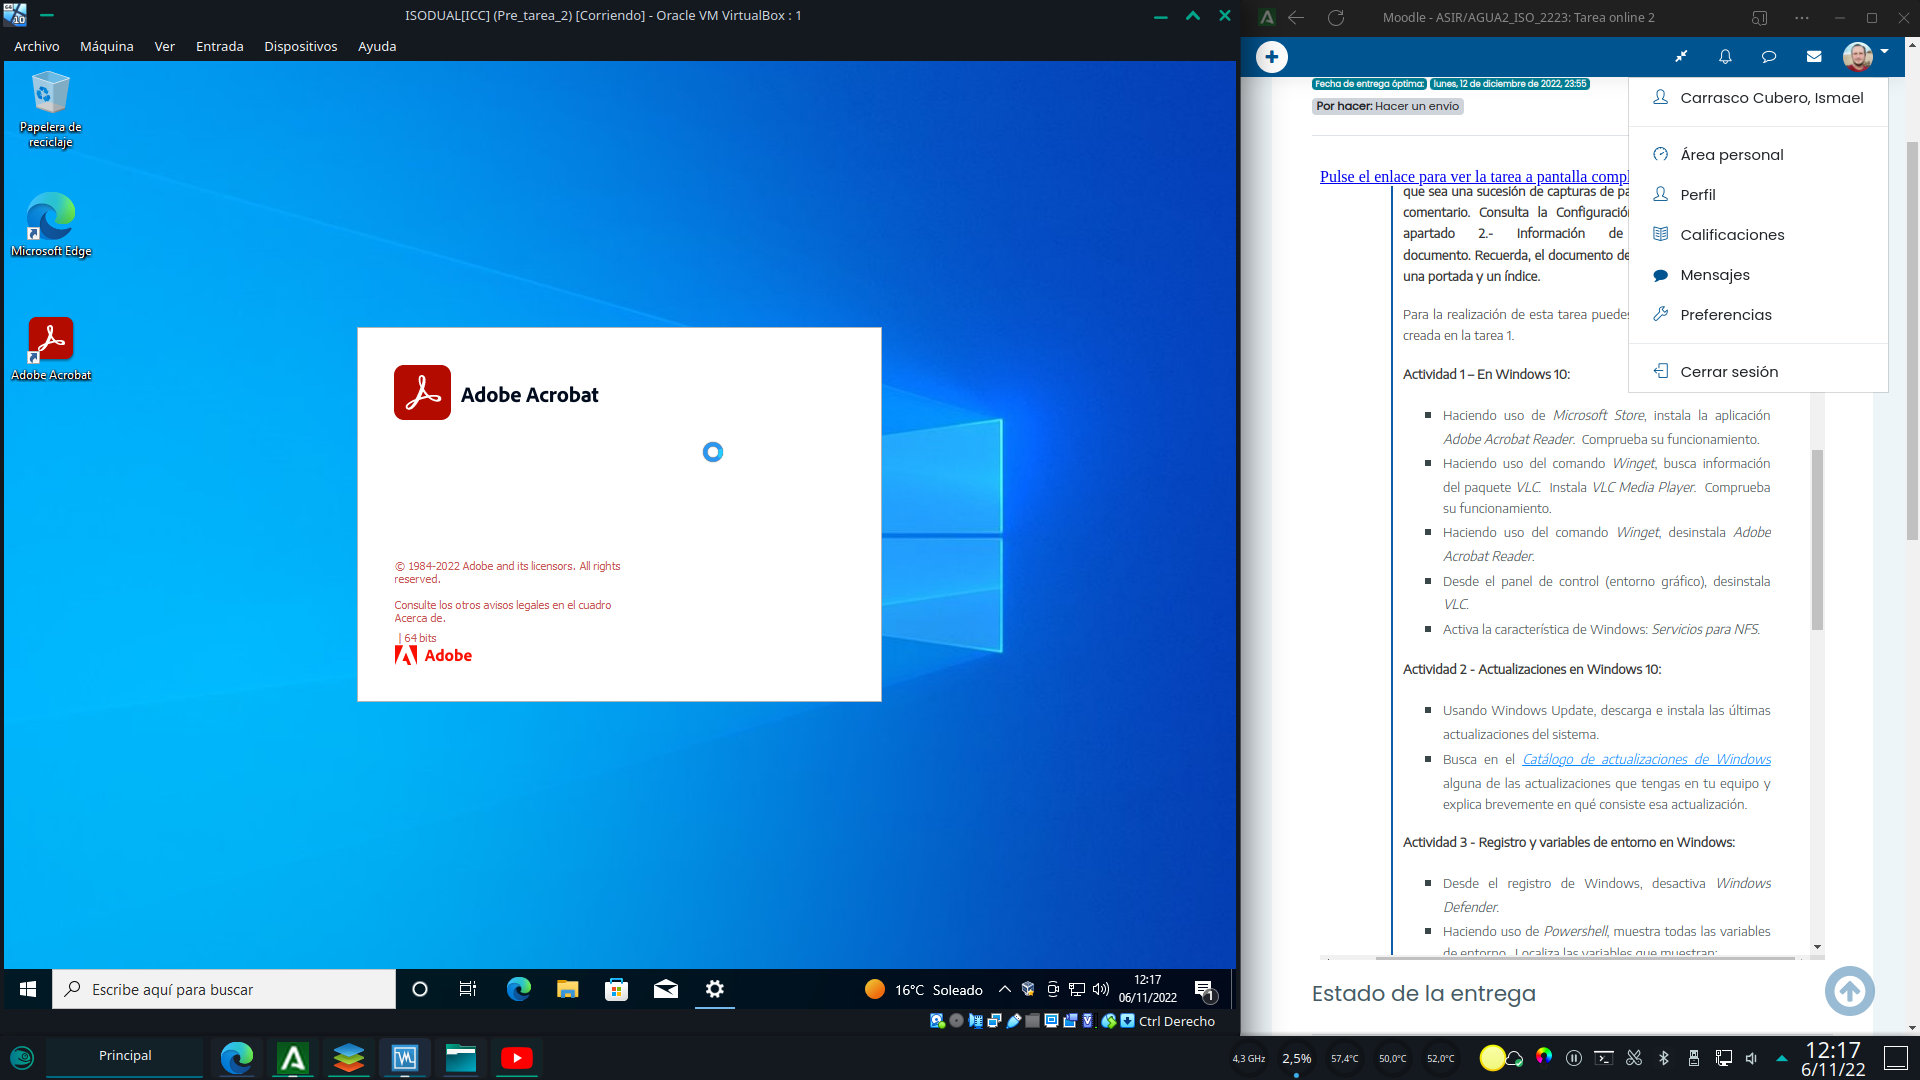 ISODUAL[ICC] (Pre_tarea_2) [Corriendo] - Oracle VM VirtualBox : 1
Archivo Máquina Ver Entrada Dispositivos Ayuda
Papelera de
reciclaje
Microsoft Edge
Adobe Acrobat
Adobe Acrobat
© 1984-2022 Adobe and its licensors. All rights
reserved.
Consulte los otros avisos legales en el cuadro
Acerca de.
| 64 bits
Adobe
Escribe aquí para buscar
16°C Soleado
12:17
06/11/2022
1
Ctrl Derecho
Moodle - ASIR/AGUA2_ISO_2223: Tarea online 2
Fecha de entrega óptima: lunes, 12 de diciembre de 2022, 23:55
Por hacer: Hacer un envío
Carrasco Cubero, Ismael
Área personal
Perfil
Calificaciones
Mensajes
Preferencias
Cerrar sesión
Pulse el enlace para ver la tarea a pantalla compl
que sea una sucesión de capturas de pa
comentario. Consulta la Configuración
apartado 2.- Información de
documento. Recuerda, el documento de
una portada y un índice.
Para la realización de esta tarea puedes
creada en la tarea 1.
Actividad 1 – En Windows 10:
Haciendo uso de Microsoft Store, instala la aplicación
Adobe Acrobat Reader. Comprueba su funcionamiento.
Haciendo uso del comando Winget, busca información
del paquete VLC. Instala VLC Media Player. Comprueba
su funcionamiento.
Haciendo uso del comando Winget, desinstala Adobe
Acrobat Reader.
Desde el panel de control (entorno gráfico), desinstala
VLC.
Activa la característica de Windows: Servicios para NFS.
Actividad 2 - Actualizaciones en Windows 10:
Usando Windows Update, descarga e instala las últimas
actualizaciones del sistema.
Busca en el Catálogo de actualizaciones de Windows
alguna de las actualizaciones que tengas en tu equipo y
explica brevemente en qué consiste esa actualización.
Actividad 3 - Registro y variables de entorno en Windows:
Desde el registro de Windows, desactiva Windows
Defender.
Haciendo uso de Powershell, muestra todas las variables
de entorno. Localiza las variables que muestran:
Estado de la entrega
Principal
4,3 GHz
2,5%
57,4°C
50,0°C
52,0°C
12:17
6/11/22